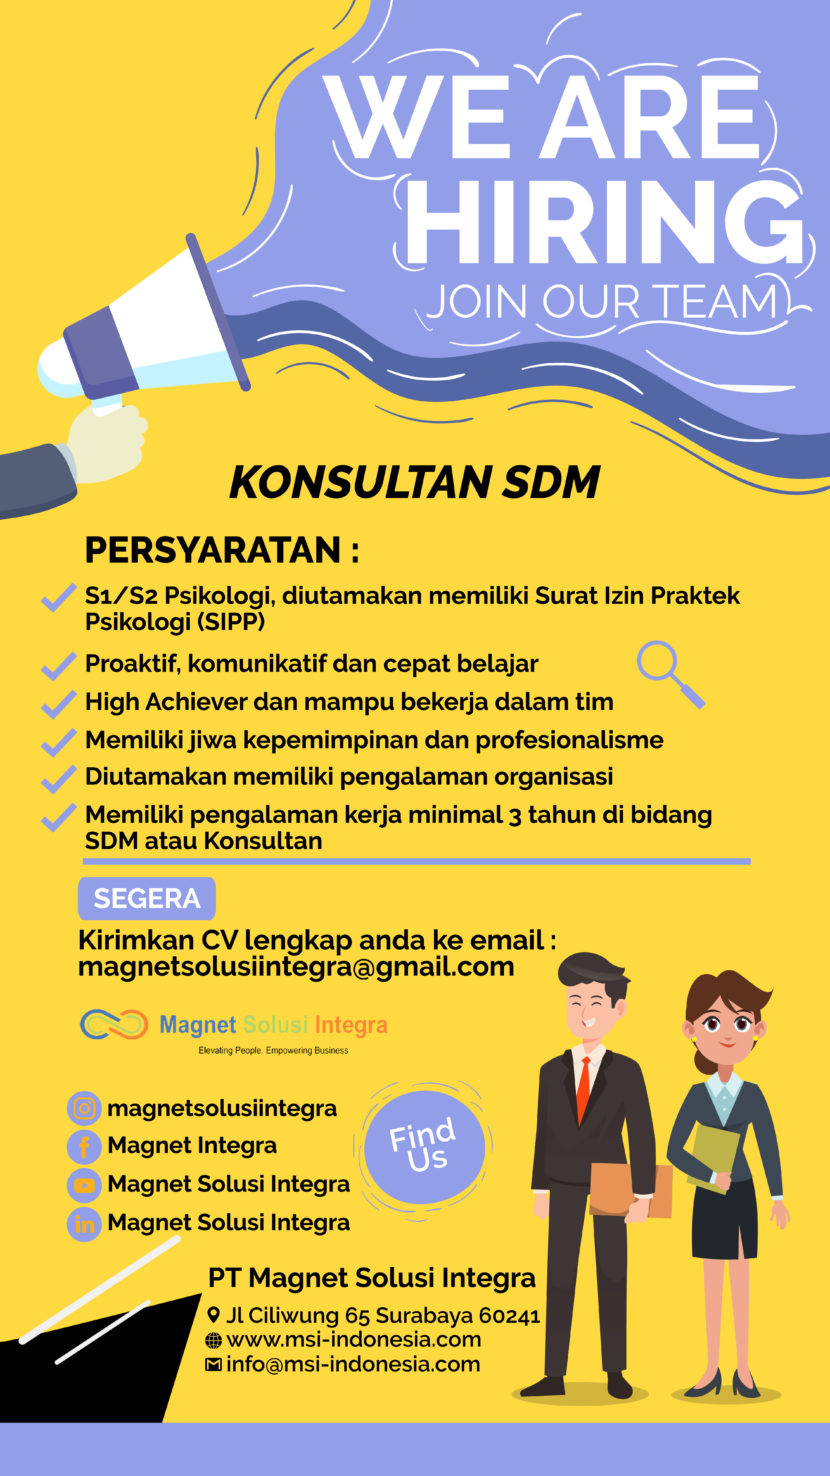 WE ARE
HIRING
JOIN OUR TEAM
KONSULTAN SDM
PERSYARATAN :
S1/S2 Psikologi, diutamakan memiliki Surat Izin Praktek
Psikologi (SIPP)
Proaktif, komunikatif dan cepat belajar
High Achiever dan mampu bekerja dalam tim
Memiliki jiwa kepemimpinan dan profesionalisme
Diutamakan memiliki pengalaman organisasi
Memiliki pengalaman kerja minimal 3 tahun di bidang
SDM atau Konsultan
SEGERA
Kirimkan CV lengkap anda ke email :
magnetsolusiintegra@gmail.com
Magnet Solusi Integra
Elevating People. Empowering Business
magnetsolusiintegra
Magnet Integra
Magnet Solusi Integra
Magnet Solusi Integra
Find
Us
PT Magnet Solusi Integra
Jl Ciliwung 65 Surabaya 60241
www.msi-indonesia.com
info@msi-indonesia.com